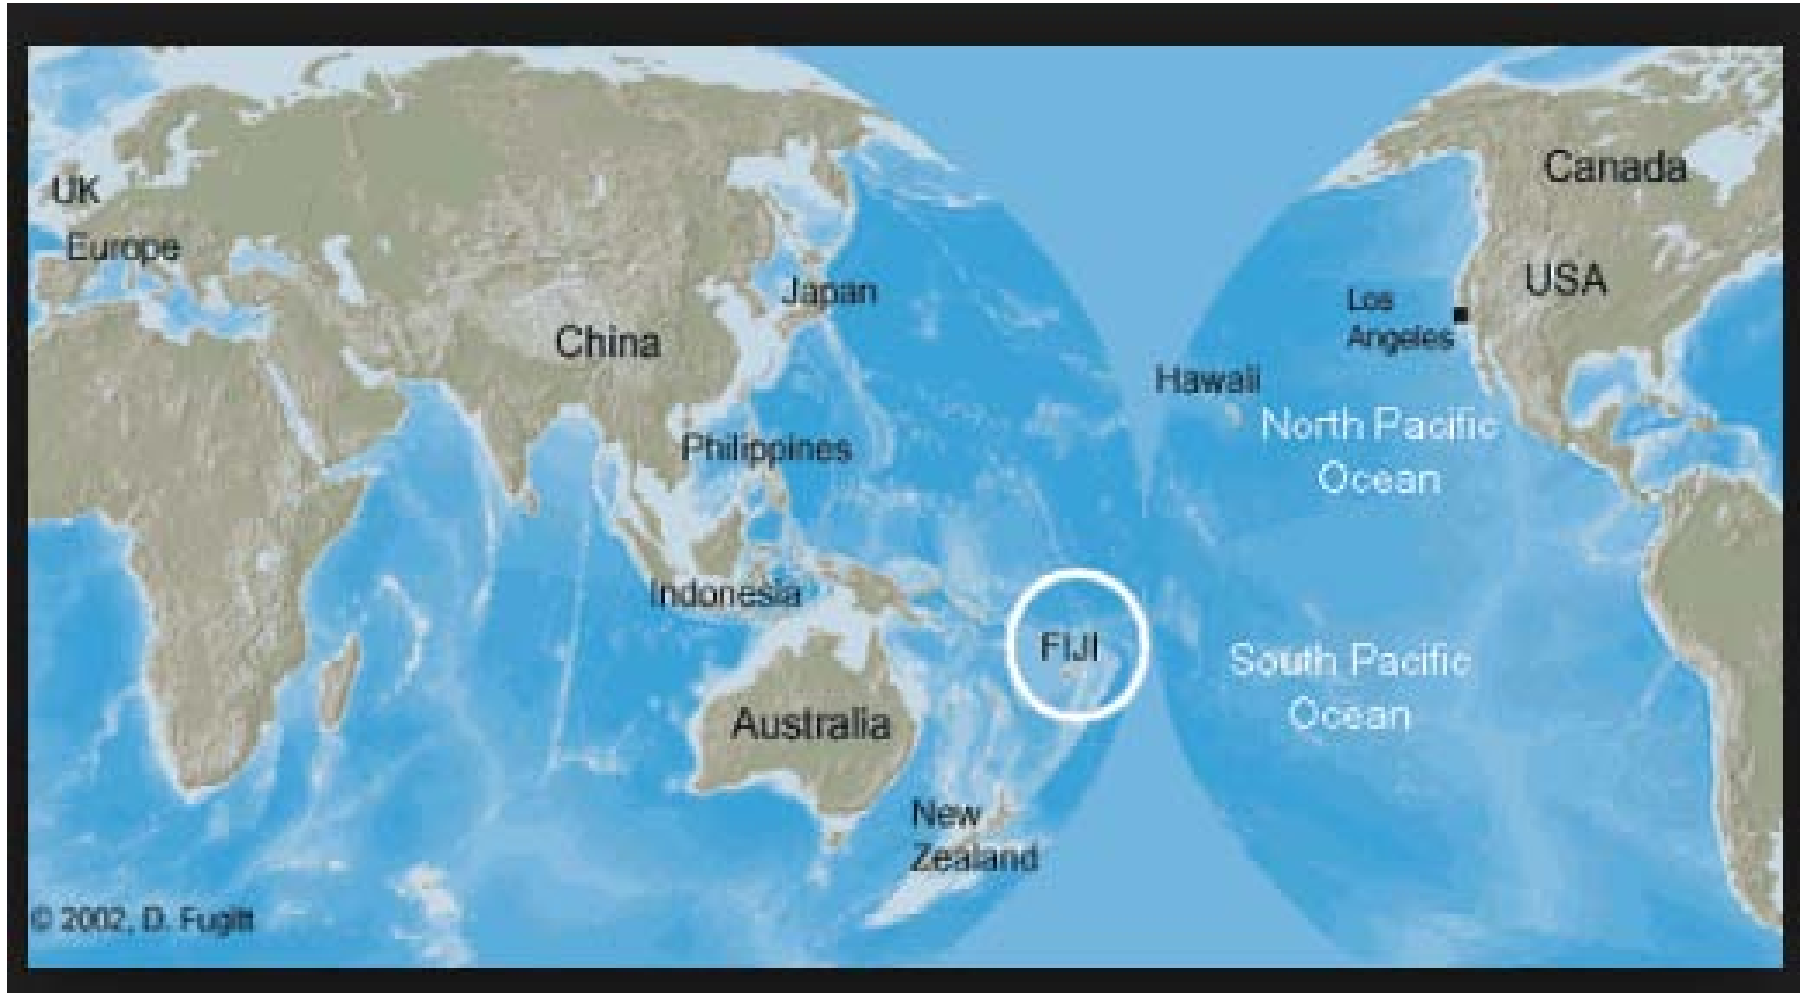 Canada
UK
Europe
USA
Japan
Los
Angeles
China
Hawaii
North Pacific
Ocean
Philippines
Indonesia
FIJI
South Pacific
Ocean
Australia
New
Zealand
© 2002, D. Fugitt